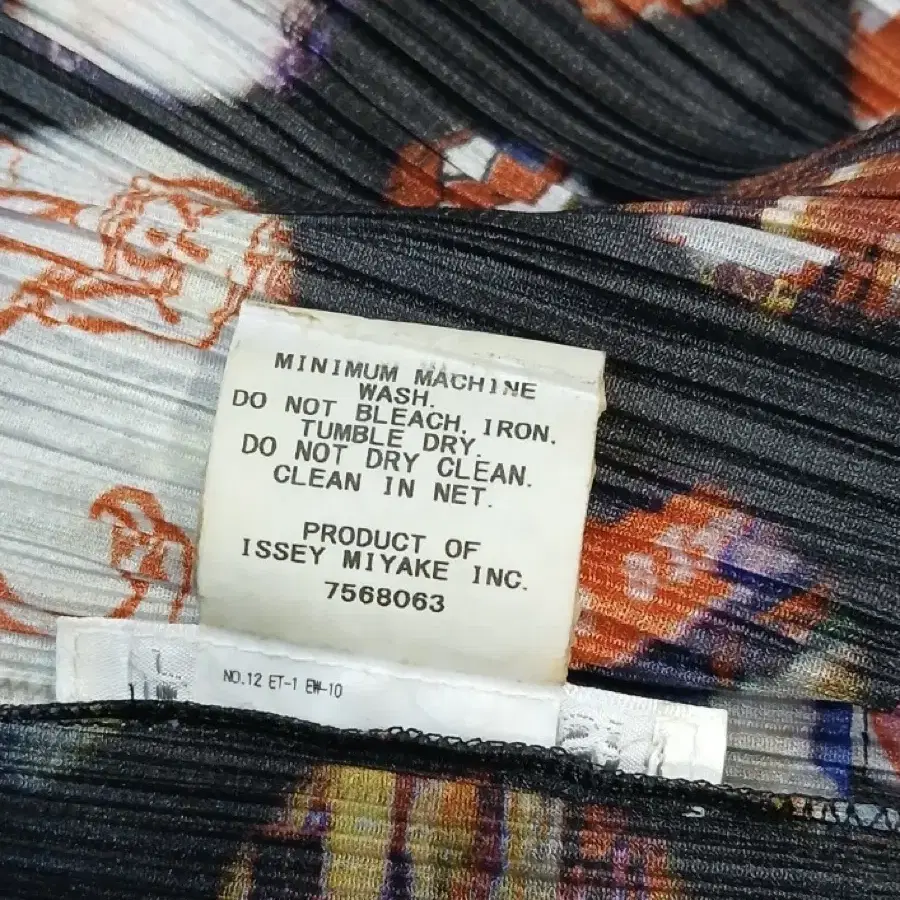 MINIMUM MACHINE
WASH.
DO NOT BLEACH, IRON.
TUMBLE DRY.
DO NOT DRY CLEAN.
CLEAN IN NET.
PRODUCT OF
ISSEY MIYAKE INC.
7568063
NO.12 ET-1 EW-10